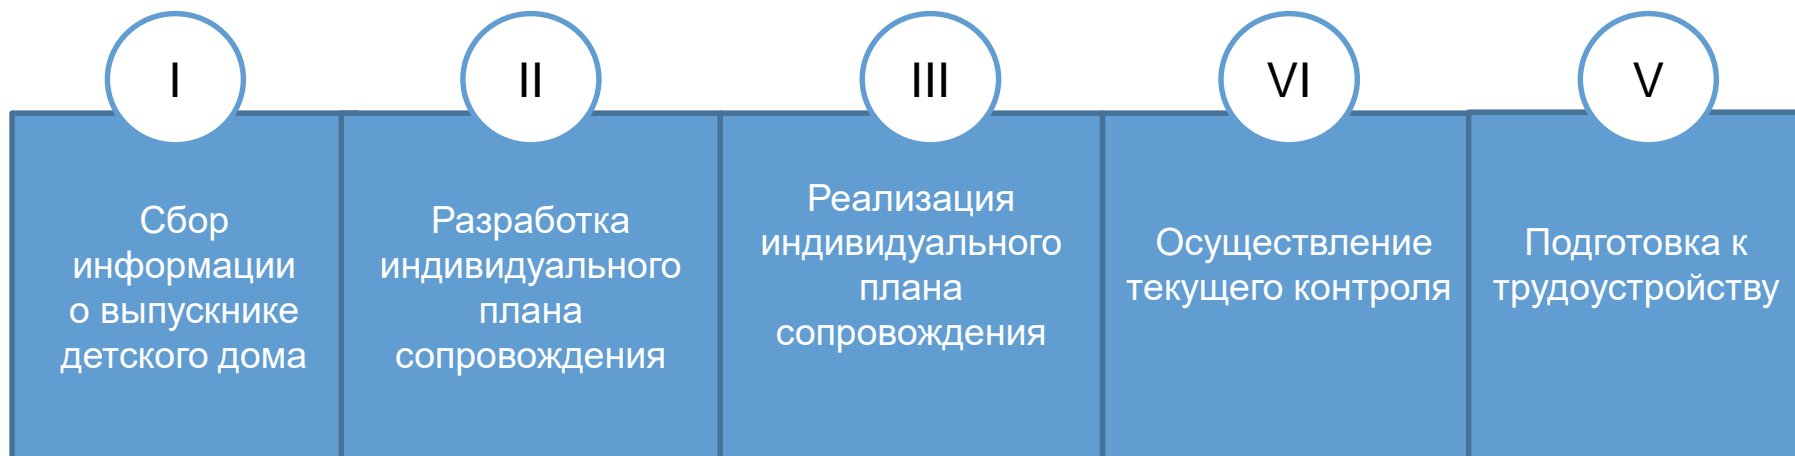 I
II
III
VI
V
Сбор
информации
о выпускнике
детского дома
Разработка
индивидуального
плана
сопровождения
Реализация
индивидуального
плана
сопровождения
Осуществление
текущего контроля
Подготовка к
трудоустройству